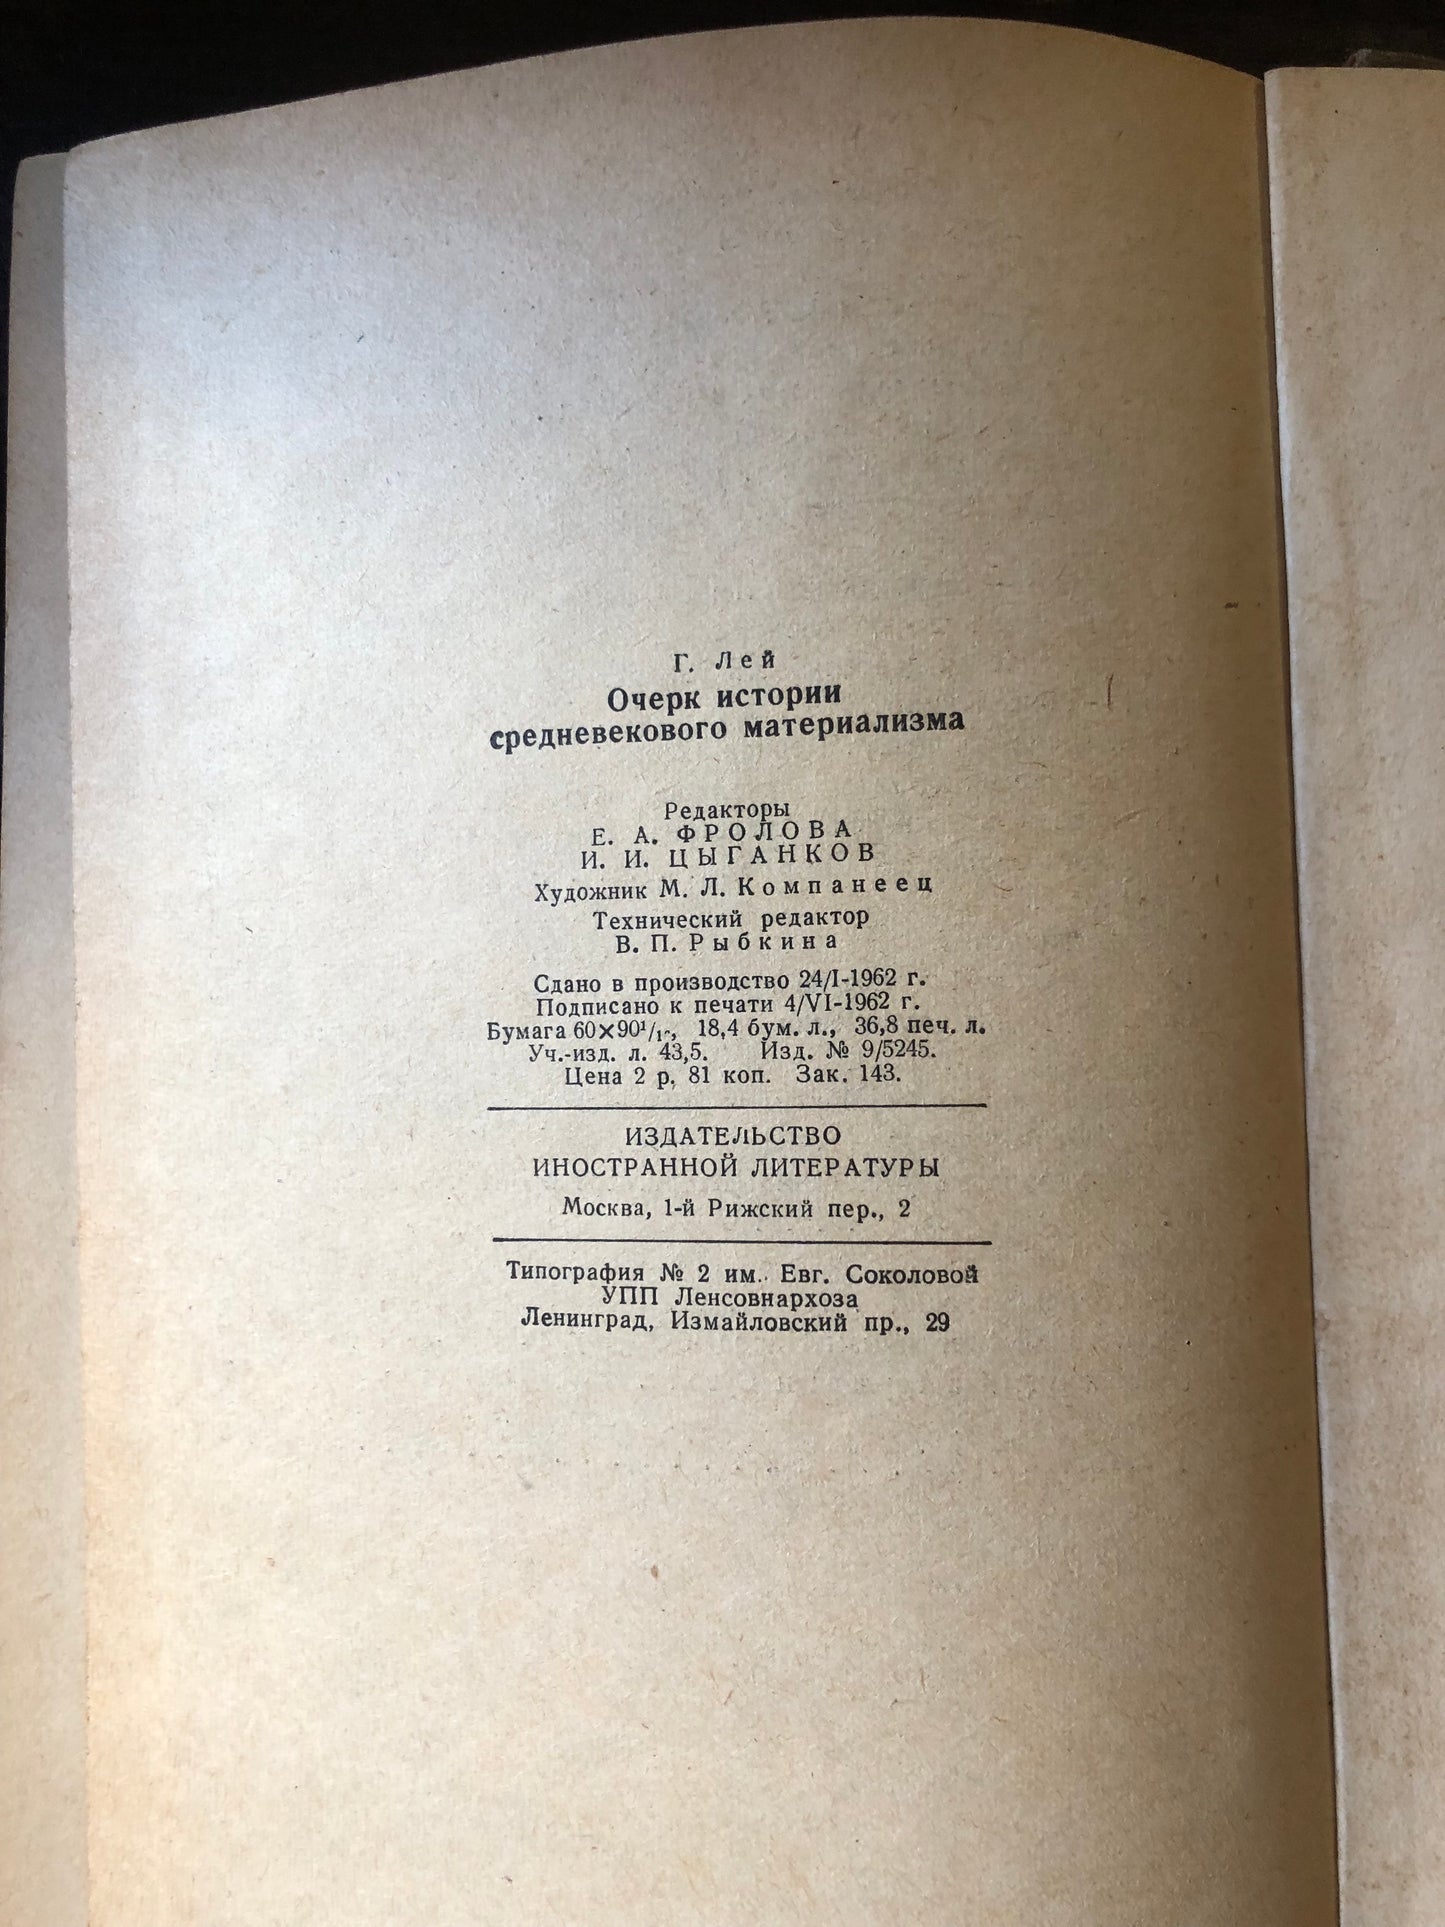 Г. Лей
Очерк истории
средневекового материализма
Редакторы
Е. А. ФРОЛОВА
И. И. ЦЫГАНКОВ
Художник М. Л. Компанеец
Технический редактор
В. П. Рыбкина
Сдано в производство 24/I-1962 г.
Подписано к печати 4/VI-1962 г.
Бумага 18,4 бум. л., 36,8 печ. л.
Уч.-изд. л. 43,5. Изд. № 9/5245.
Цена 2 р. 81 коп. Зак. 143.
ИЗДАТЕЛЬСТВО
ИНОСТРАННОЙ ЛИТЕРАТУРЫ
Москва, 1-й Рижский пер., 2
Типография № 2 им. Евг. Соколовой
УПП Ленсовнархоза
Ленинград, Измайловский пр., 29